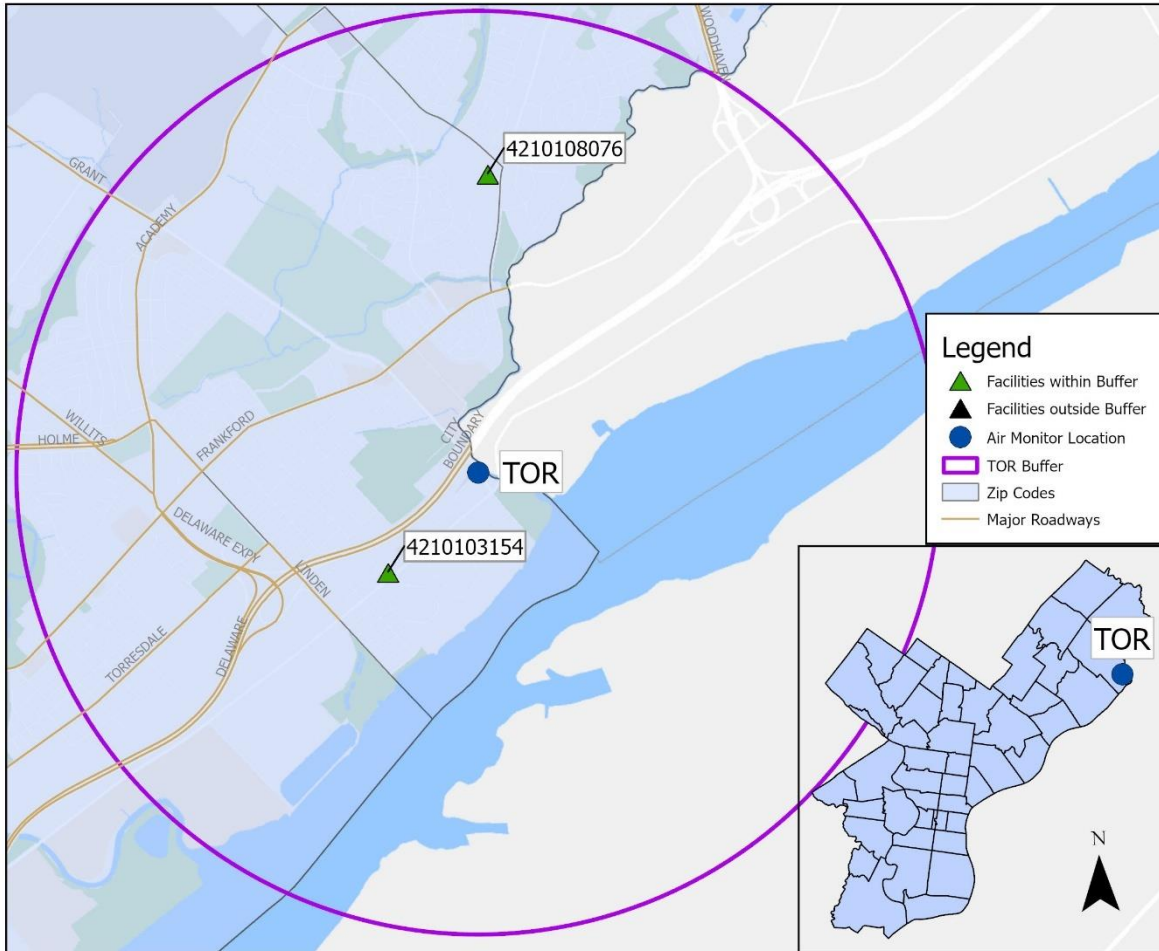 WOODHAVEN
4210108076
GRANT
ACADEMY
Legend
Facilities within Buffer
Facilities outside Buffer
Air Monitor Location
TOR Buffer
Zip Codes
Major Roadways
WILLITS
HOLME
FRANKFORD
CITY
BOUNDARY
TOR
DELAWARE EXPY
4210103154
LINDEN
TORRESDALE
DELAWARE
TOR
N